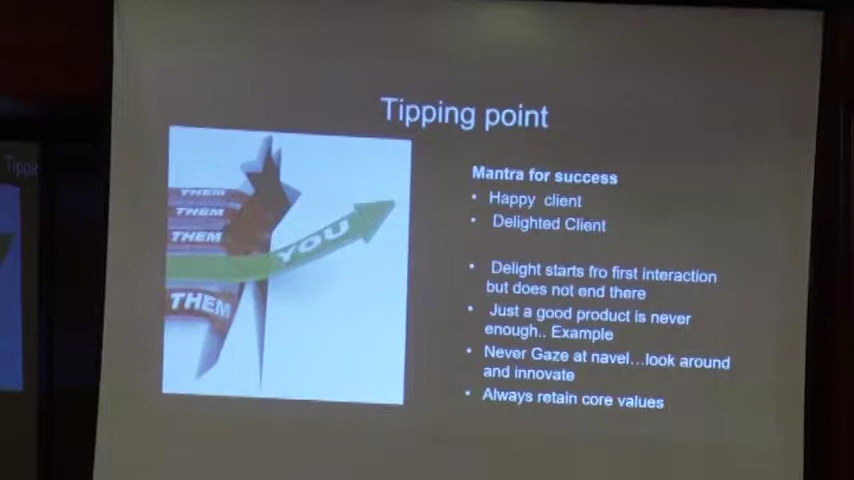 Tipping point
Mantra for success
• Happy client
• Delighted Client
• Delight starts fro first interaction
but does not end there
• Just a good product is never
enough.. Example
• Never Gaze at navel...look around
and innovate
• Always retain core values
THEM
THEM
THEM
YOU
THEM
Tippin